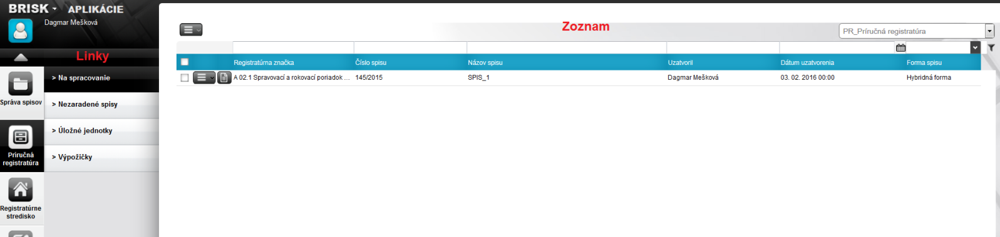 BRISK APLIKÁCIE
Dagmar Mešková
Linky
Zoznam
PR_Príručná registratúra
Správa spisov
Príručná
registratúra
Registratúrne
stredisko
> Na spracovanie
> Nezaradené spisy
> Úložné jednotky
> Výpožičky
Registratúrna značka Číslo spisu Názov spisu Uzatvoril Dátum uzatvorenia Forma spisu
A 02.1 Spravovací a rokovací poriadok ... 145/2015 SPIS_1 Dagmar Mešková 03. 02. 2016 00:00 Hybridná forma